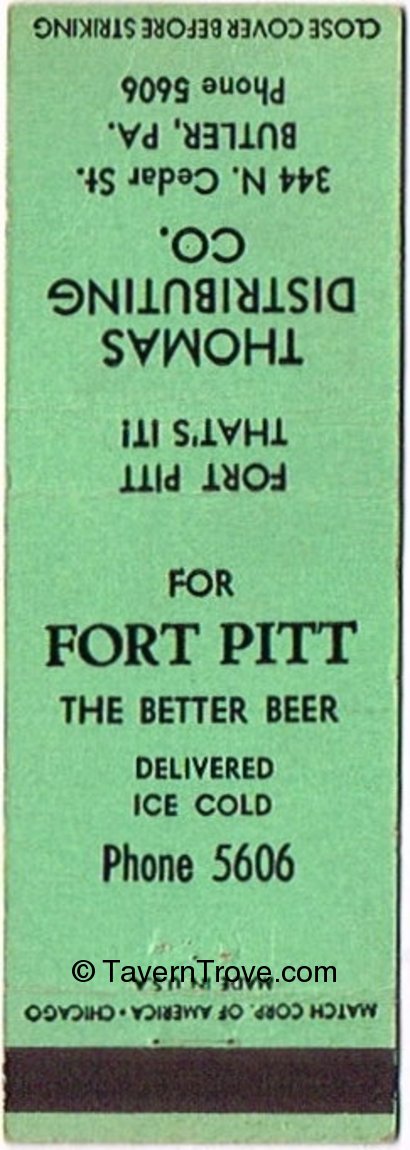 CLOSE COVER BEFORE STRIKING
FORT PITT
THAT'S IT!
THOMAS
DISTRIBUTING
CO.
344 N. Cedar St.
BUTLER, PA.
Phone 5606
FOR
FORT PITT
THE BETTER BEER
DELIVERED
ICE COLD
Phone 5606
© TavernTrove.com
MADE IN U.S.A.
MATCH CORP. OF AMERICA • CHICAGO